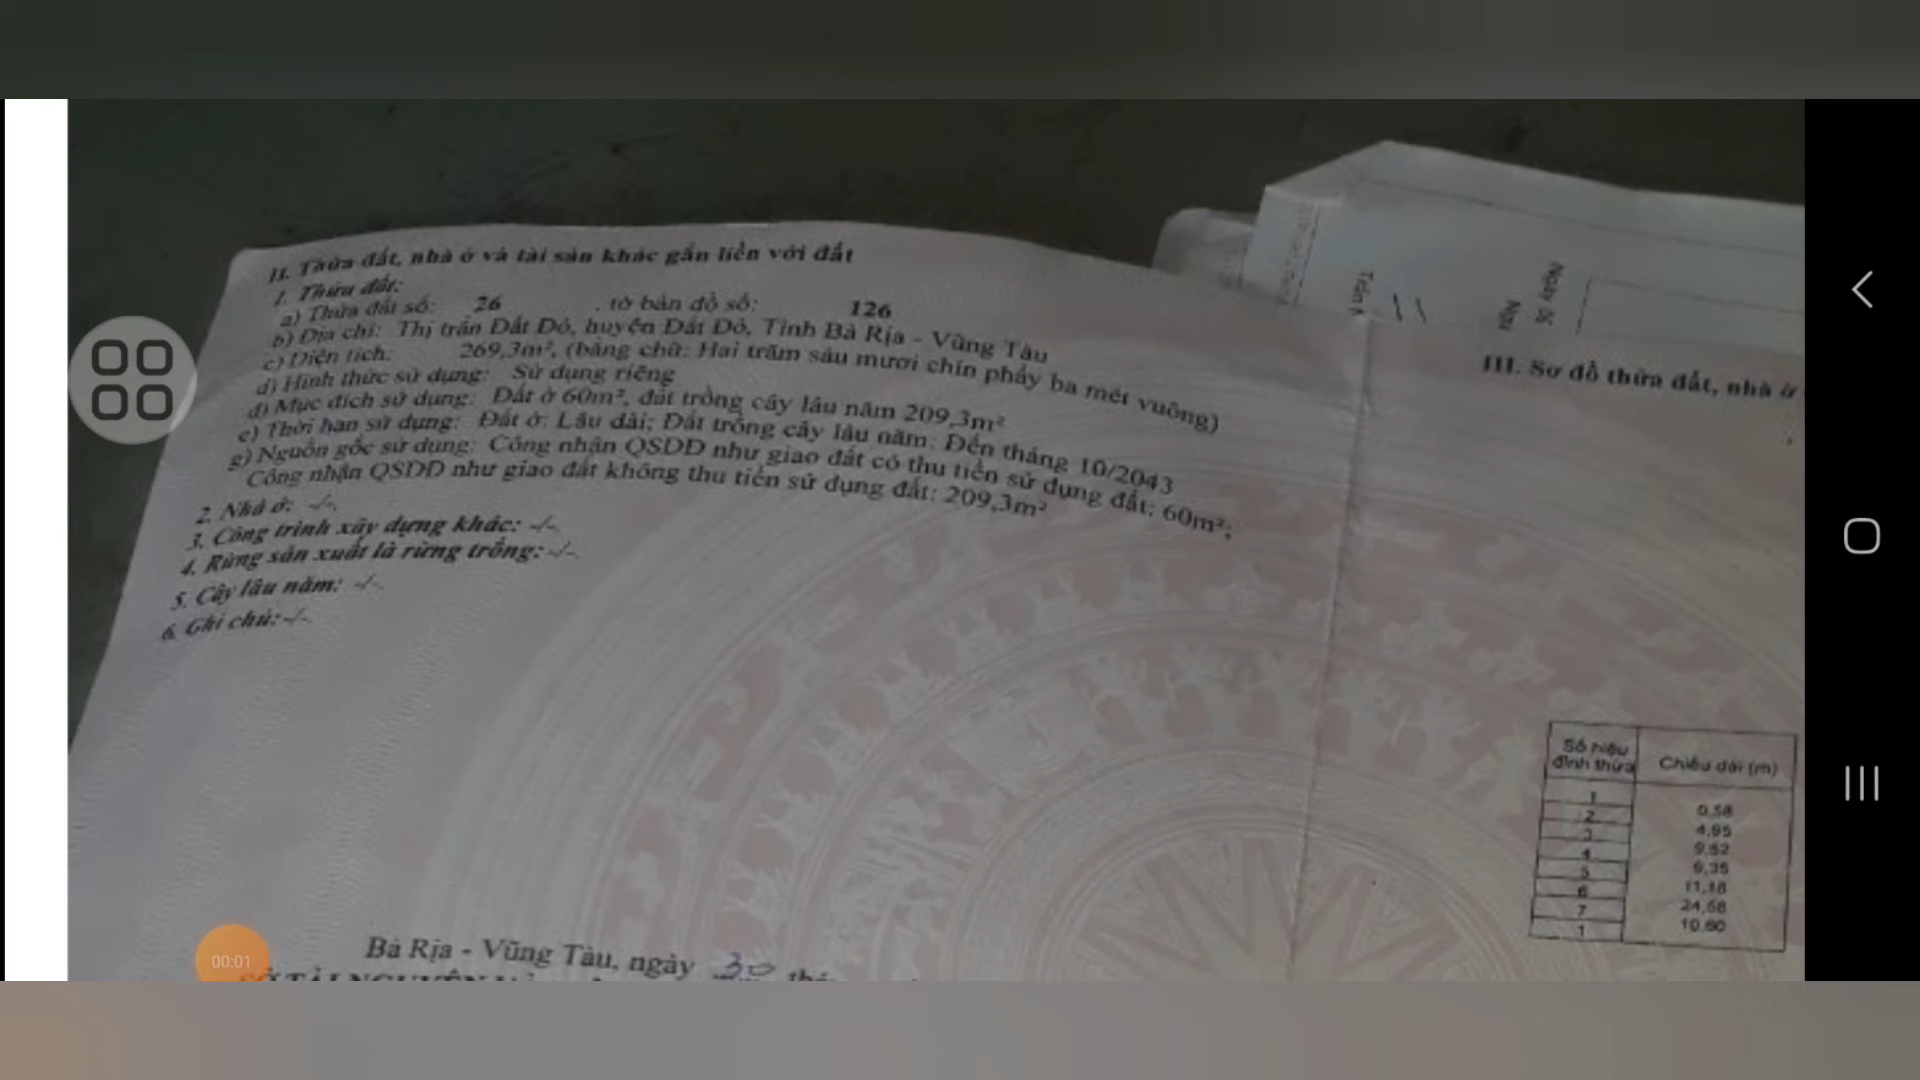 II. Thửa đất, nhà ở và tài sản khác gắn liền với đất
1. Thửa đất:
a) Thửa đất số: 26 , tờ bản đồ số: 126
b) Địa chỉ: Thị trấn Đất Đỏ, huyện Đất Đỏ, Tỉnh Bà Rịa - Vũng Tàu
c) Diện tích: 269,3m², (bằng chữ: Hai trăm sáu mươi chín phẩy ba mét vuông)
d) Hình thức sử dụng: Sử dụng riêng
đ) Mục đích sử dụng: Đất ở 60m², đất trồng cây lâu năm 209,3m²
e) Thời hạn sử dụng: Đất ở: Lâu dài; Đất trồng cây lâu năm: Đến tháng 10/2043
g) Nguồn gốc sử dụng: Công nhận QSDĐ như giao đất có thu tiền sử dụng đất: 60m²;
Công nhận QSDĐ như giao đất không thu tiền sử dụng đất: 209,3m²
2. Nhà ở: -/-.
3. Công trình xây dựng khác: -/-.
4. Rừng sản xuất là rừng trồng: -/-.
5. Cây lâu năm: -/-.
6. Ghi chú: -/-.
Bà Rịa - Vũng Tàu, ngày 30
Ngày
III. Sơ đồ thửa đất, nhà ở
Số hiệu đỉnh thửa Chiều dài (m)
1
0,58
2
4,95
3
9,52
4
5
11,18
6
24,58
7
10,60
1
00:01